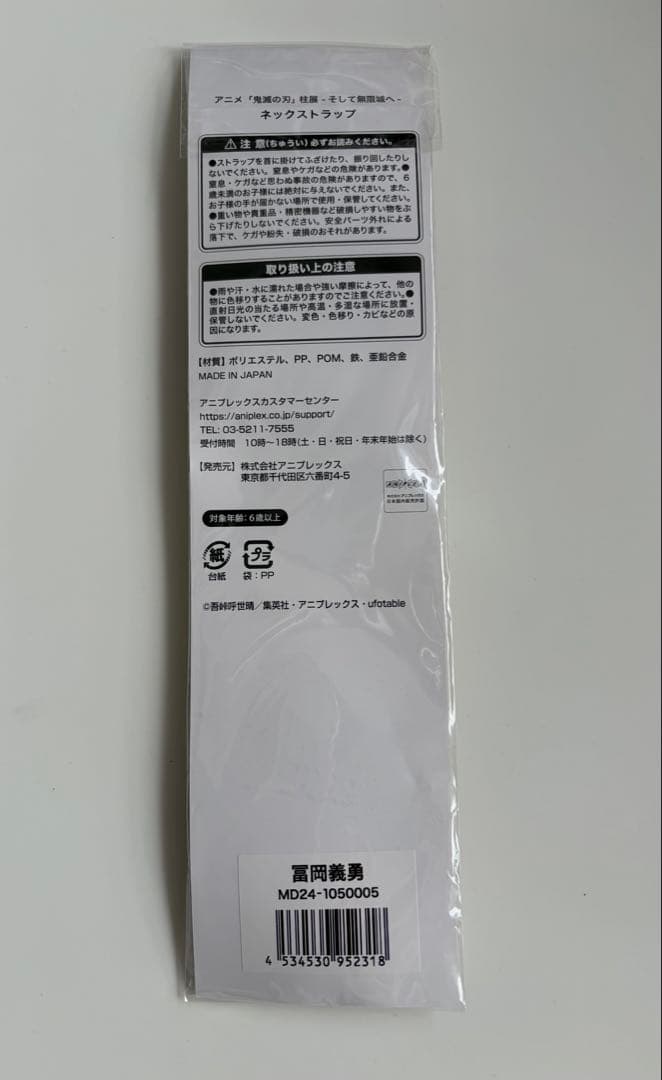 アニメ「鬼滅の刃」柱展 - そして無限城へ -
ネックストラップ
注 意(ちゅうい) 必ずお読みください。
●ストラップを首に掛けてふざけたり、振り回したりし
ないでください。窒息やケガなどの危険があります。●
窒息・ケガなど思わぬ事故の危険がありますので、6
歳未満のお子様には絶対に与えないでください。また、
お子様の手が届かない場所で使用・保管してください。
●重い物や貴重品・精密機器など破損しやすい物をぶ
ら下げたりしないでください。安全パーツ外れによる
落下で、ケガや紛失・破損のおそれがあります。
取り扱い上の注意
●雨や汗・水に濡れた場合や強い摩擦によって、他の
物に色移りすることがありますのでご注意ください。●
直射日光の当たる場所や高温・多湿な場所に放置・
保管しないでください。変色・色移り・カビなどの原
因になります。
【材質】ポリエステル、PP、POM、鉄、亜鉛合金
MADE IN JAPAN
アニプレックスカスタマーセンター
https://aniplex.co.jp/support/
TEL: 03-5211-7555
受付時間 10時~18時(土・日・祝日・年末年始は除く)
【発売元】株式会社アニプレックス
東京都千代田区六番町4-5
株式会社アニプレックス
日本国内販売許諾
対象年齢:6歳以上
紙
プラ
台紙
袋:PP
©吾峠呼世晴/集英社・アニプレックス・ufotable
冨岡義勇
MD24-1050005
4 534530 952318